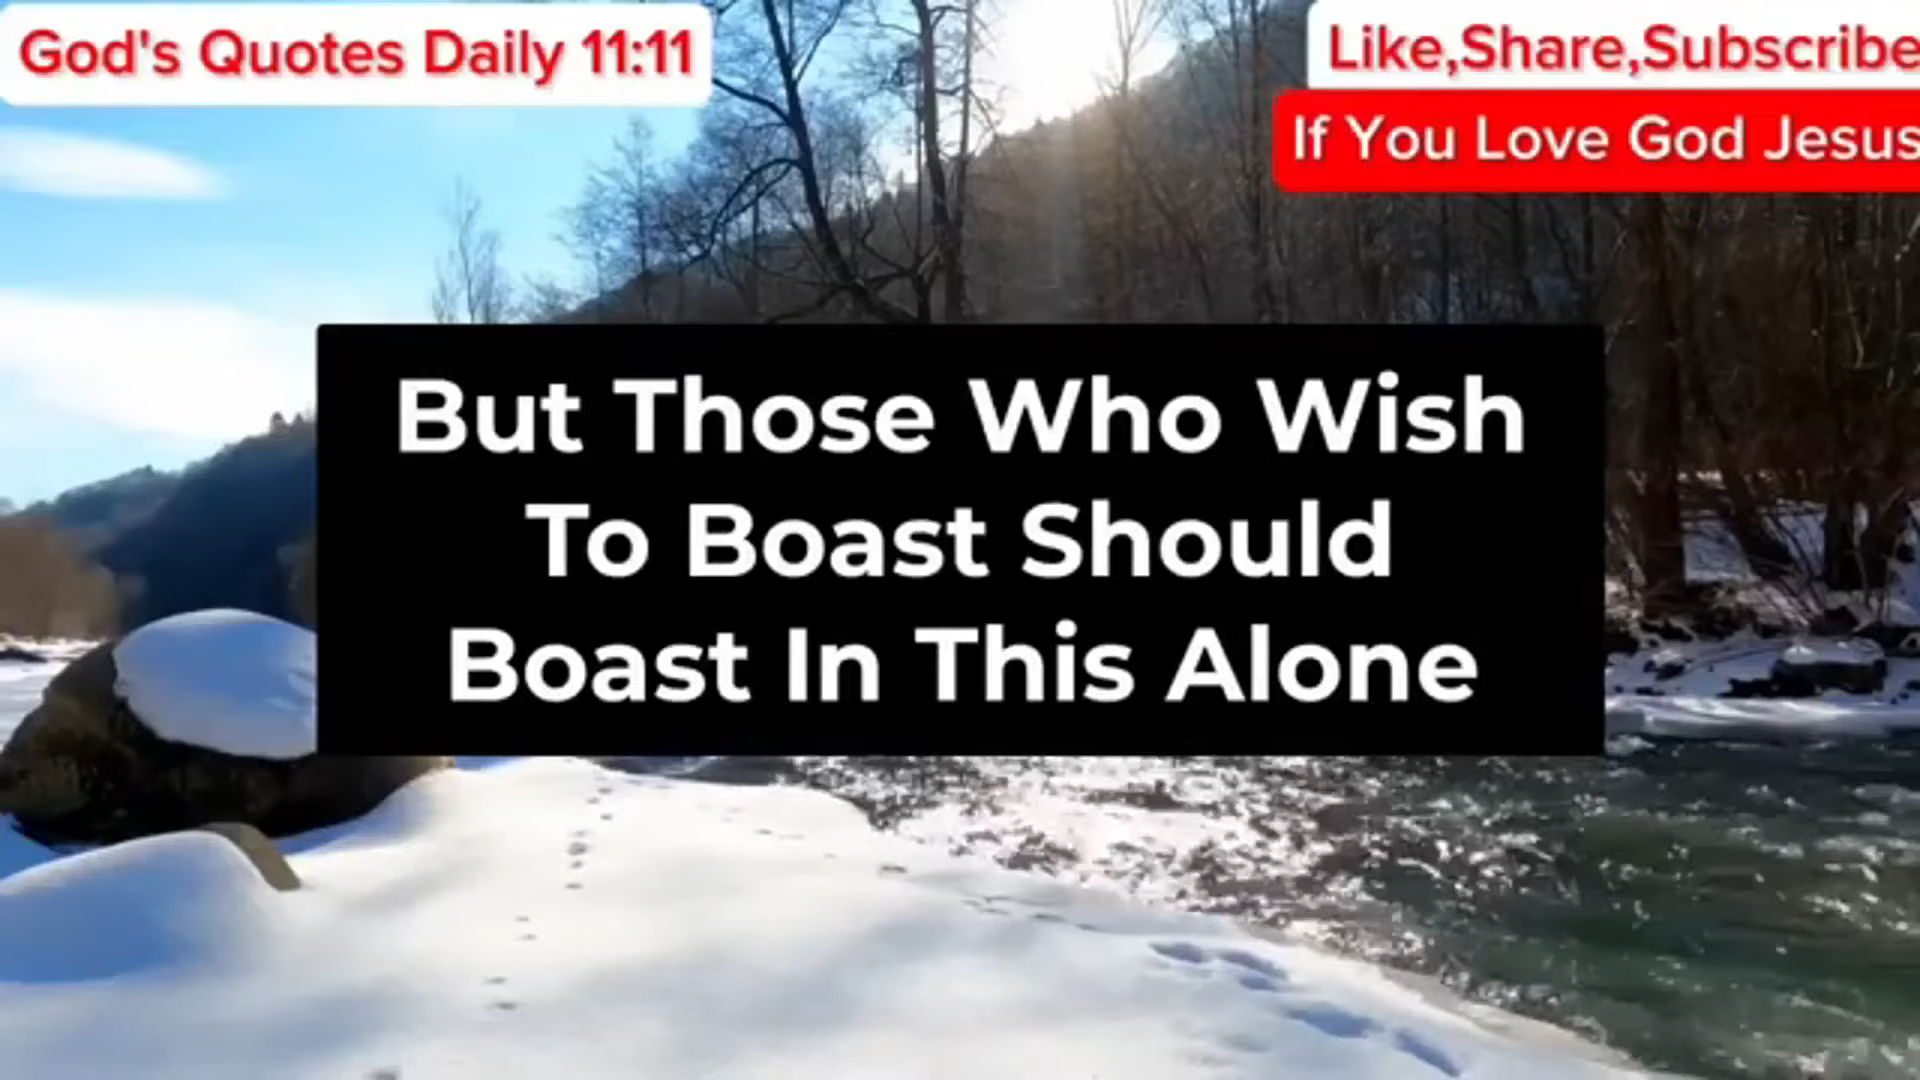 God's Quotes Daily 11:11
Like,Share,Subscribe
If You Love God Jesus
But Those Who Wish
To Boast Should
Boast In This Alone